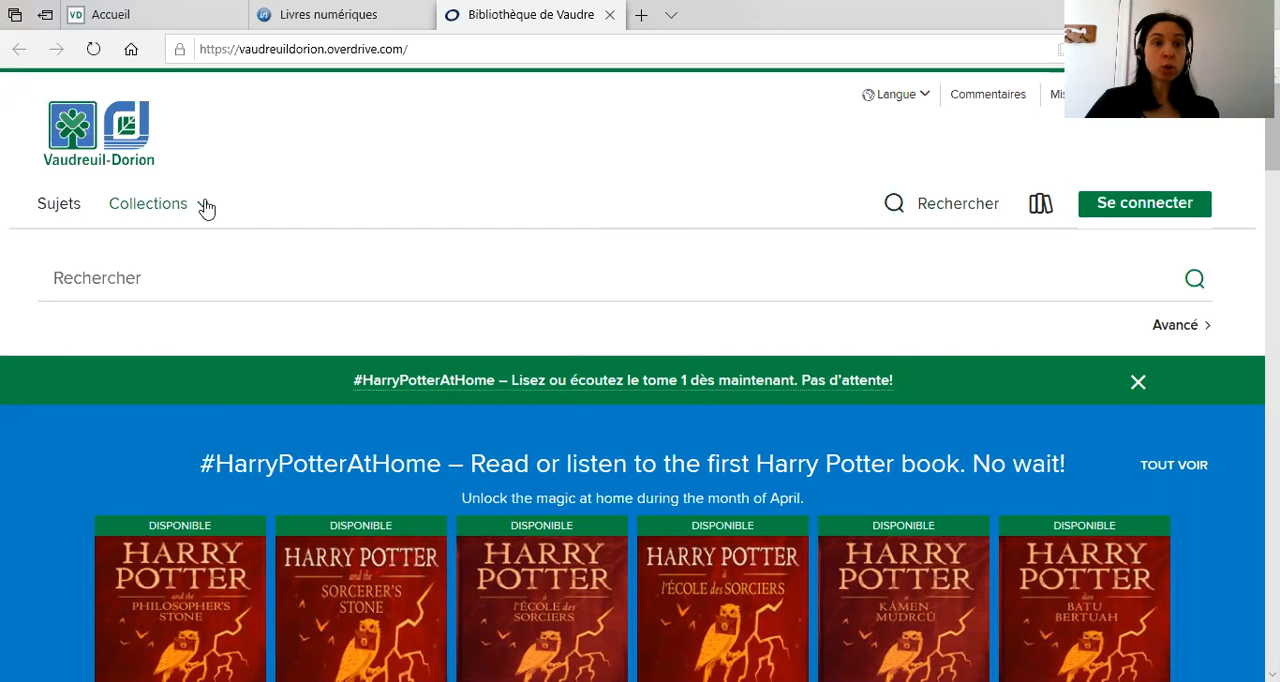 VD Accueil
in Livres numériques
Bibliothèque de Vaudre
https://vaudreuildorion.overdrive.com/
Langue
Commentaires
Vaudreuil-Dorion
Sujets
Collections
Rechercher
Se connecter
Rechercher
Avancé
#HarryPotterAtHome – Lisez ou écoutez le tome 1 dès maintenant. Pas d'attente!
#HarryPotterAtHome – Read or listen to the first Harry Potter book. No wait!
TOUT VOIR
Unlock the magic at home during the month of April.
DISPONIBLE
DISPONIBLE
DISPONIBLE
DISPONIBLE
DISPONIBLE
DISPONIBLE
HARRY POTTER
and the
PHILOSOPHER'S
STONE
HARRY POTTER
and the
SORCERER'S
STONE
HARRY
POTTER
à
l'ÉCOLE des
SORCIERS
HARRY POTTER
à
l'ÉCOLE des SORCIERS
HARRY
POTTER
a
KÁMEN
MUDRCŮ
HARRY
POTTER
dan
BATU
BERTUAH